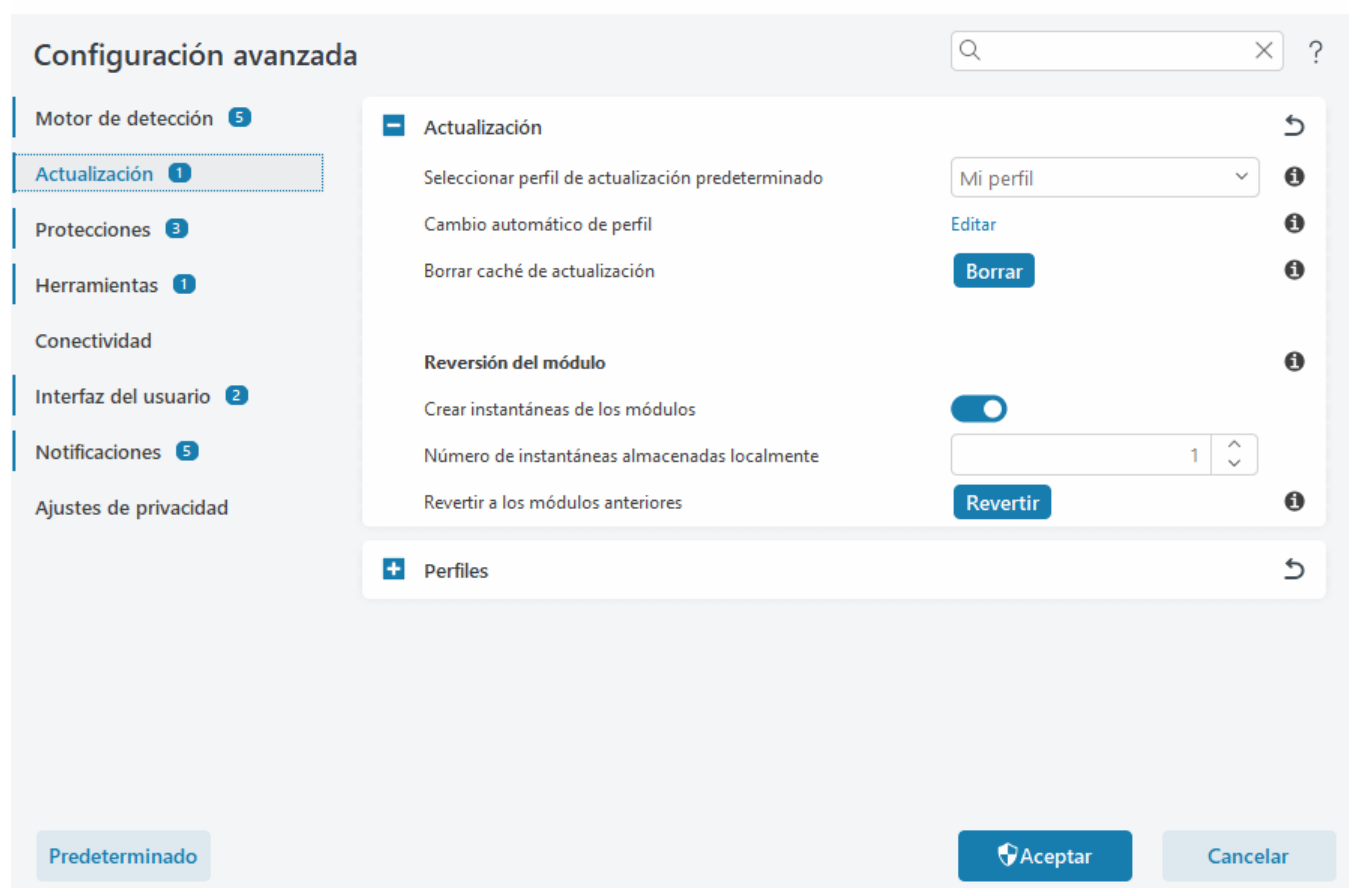 Configuración avanzada
?
Motor de detección 5
Actualización 1
Protecciones 3
Herramientas 1
Conectividad
Interfaz del usuario 2
Notificaciones 5
Ajustes de privacidad
Actualización
Seleccionar perfil de actualización predeterminado
Mi perfil
Cambio automático de perfil
Editar
Borrar caché de actualización
Borrar
Reversión del módulo
Crear instantáneas de los módulos
Número de instantáneas almacenadas localmente
1
Revertir a los módulos anteriores
Revertir
Perfiles
Predeterminado
Aceptar
Cancelar